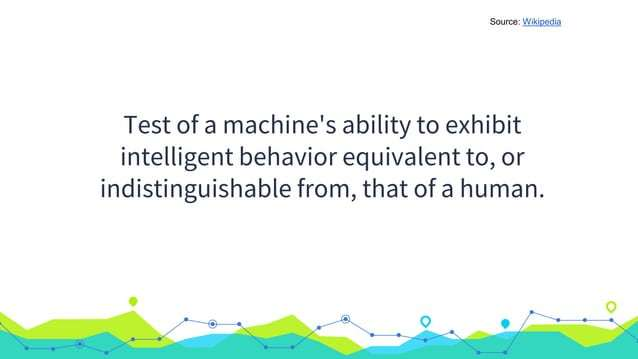 Source: Wikipedia
Test of a machine's ability to exhibit
intelligent behavior equivalent to, or
indistinguishable from, that of a human.